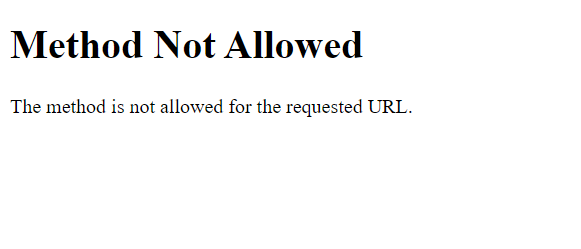 Method Not Allowed
The method is not allowed for the requested URL.